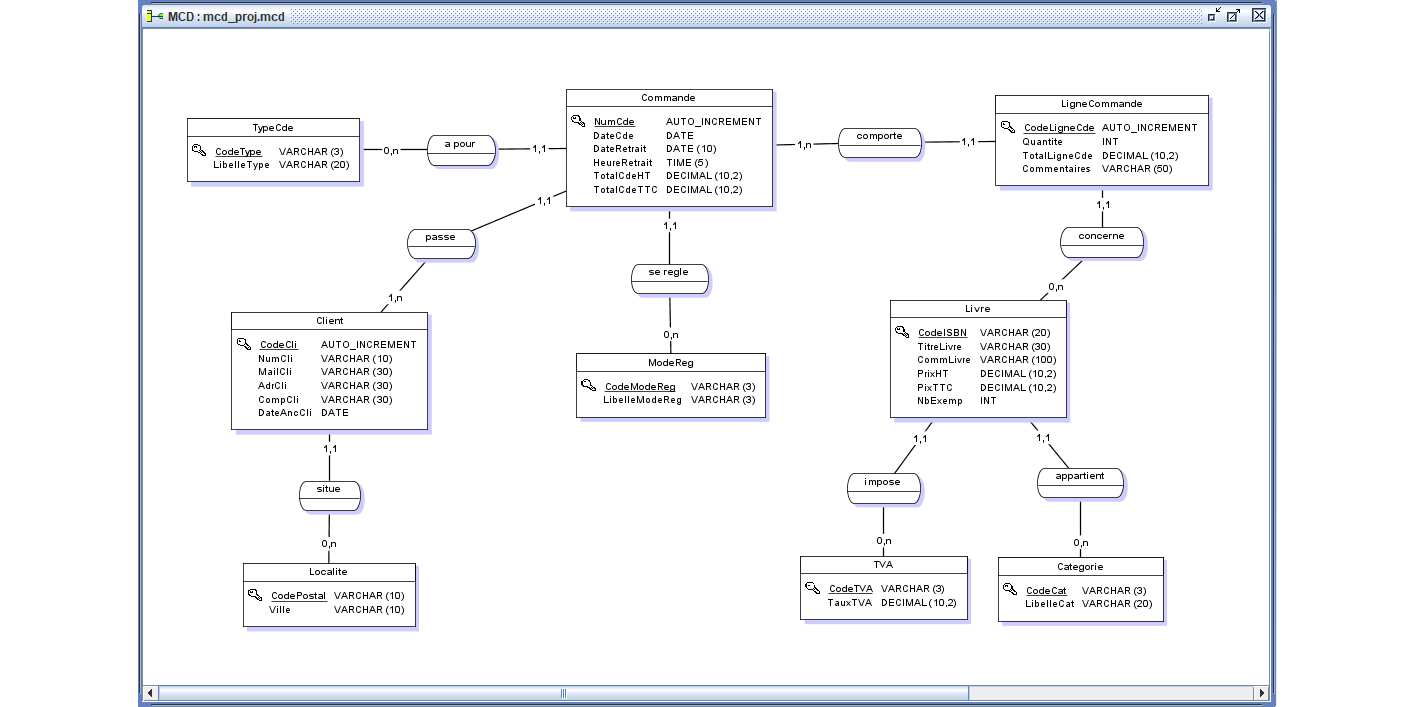 MCD : mcd_proj.mcd
TypeCde
CodeType VARCHAR (3)
LibelleType VARCHAR (20)
0,n
a pour
1,1
Commande
NumCde AUTO_INCREMENT
DateCde DATE
DateRetrait DATE (10)
HeureRetrait TIME (5)
TotalCdeHT DECIMAL (10,2)
TotalCdeTTC DECIMAL (10,2)
1,n
comporte
1,1
LigneCommande
CodeLigneCde AUTO_INCREMENT
Quantite INT
TotalLigneCde DECIMAL (10,2)
Commentaires VARCHAR (50)
1,1
passe
1,n
1,1
se regle
0,n
1,1
concerne
0,n
Client
CodeCli AUTO_INCREMENT
NumCli VARCHAR (10)
MailCli VARCHAR (30)
AdrCli VARCHAR (30)
CompCli VARCHAR (30)
DateAncCli DATE
ModeReg
CodeModeReg VARCHAR (3)
LibelleModeReg VARCHAR (3)
Livre
CodeISBN VARCHAR (20)
TitreLivre VARCHAR (30)
CommLivre VARCHAR (100)
PrixHT DECIMAL (10,2)
PixTTC DECIMAL (10,2)
NbExemp INT
1,1
situe
0,n
1,1
impose
0,n
1,1
appartient
0,n
Localite
CodePostal VARCHAR (10)
Ville VARCHAR (10)
TVA
CodeTVA VARCHAR (3)
TauxTVA DECIMAL (10,2)
Categorie
CodeCat VARCHAR (3)
LibelleCat VARCHAR (20)